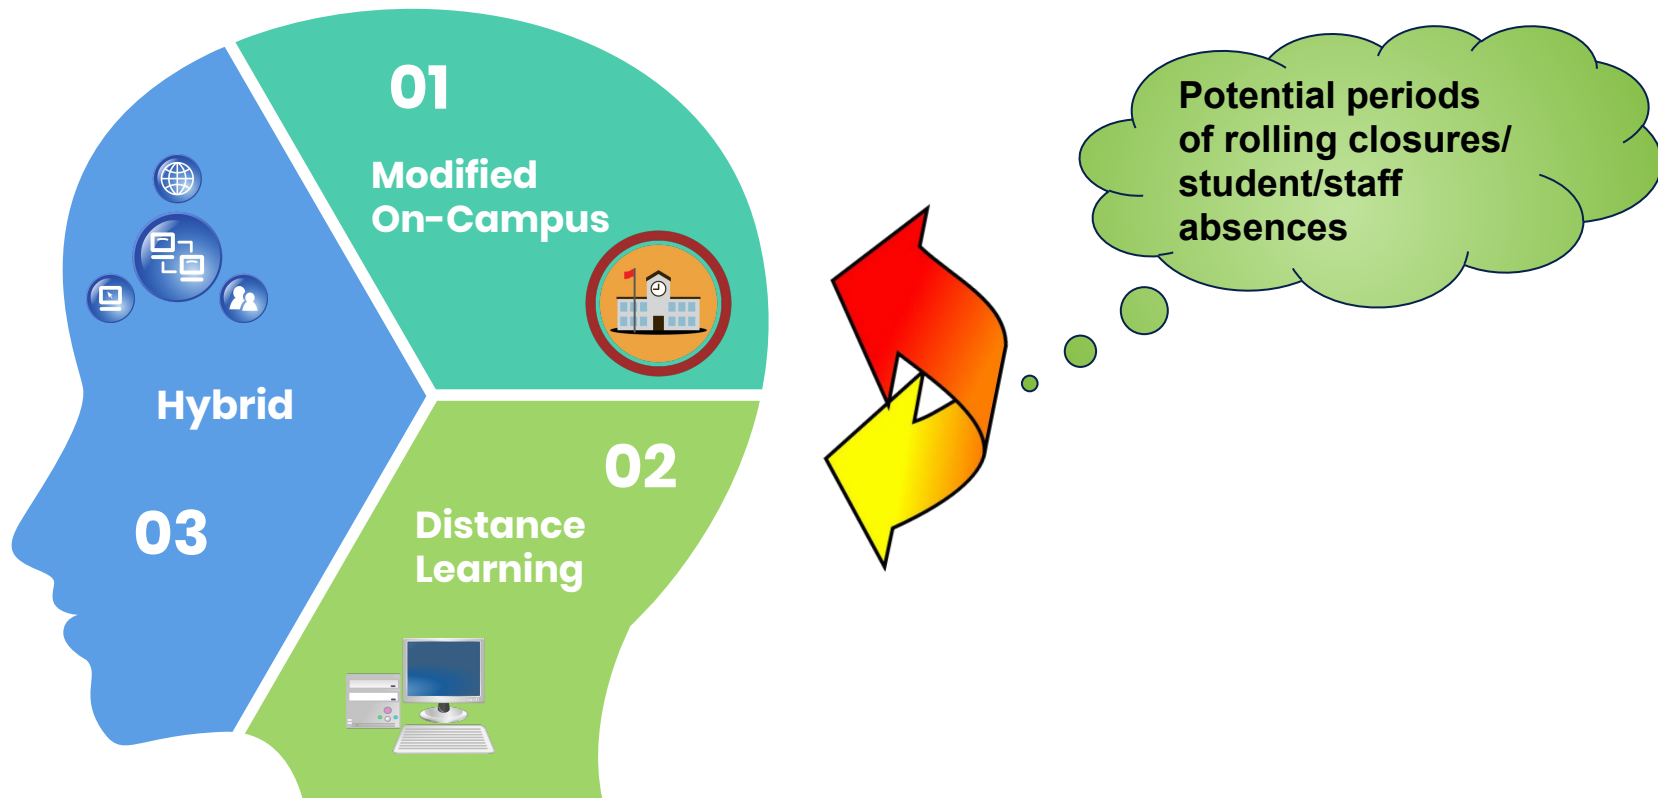 01
Modified
On-Campus
02
Distance
Learning
Hybrid
03
Potential periods
of rolling closures/
student/staff
absences